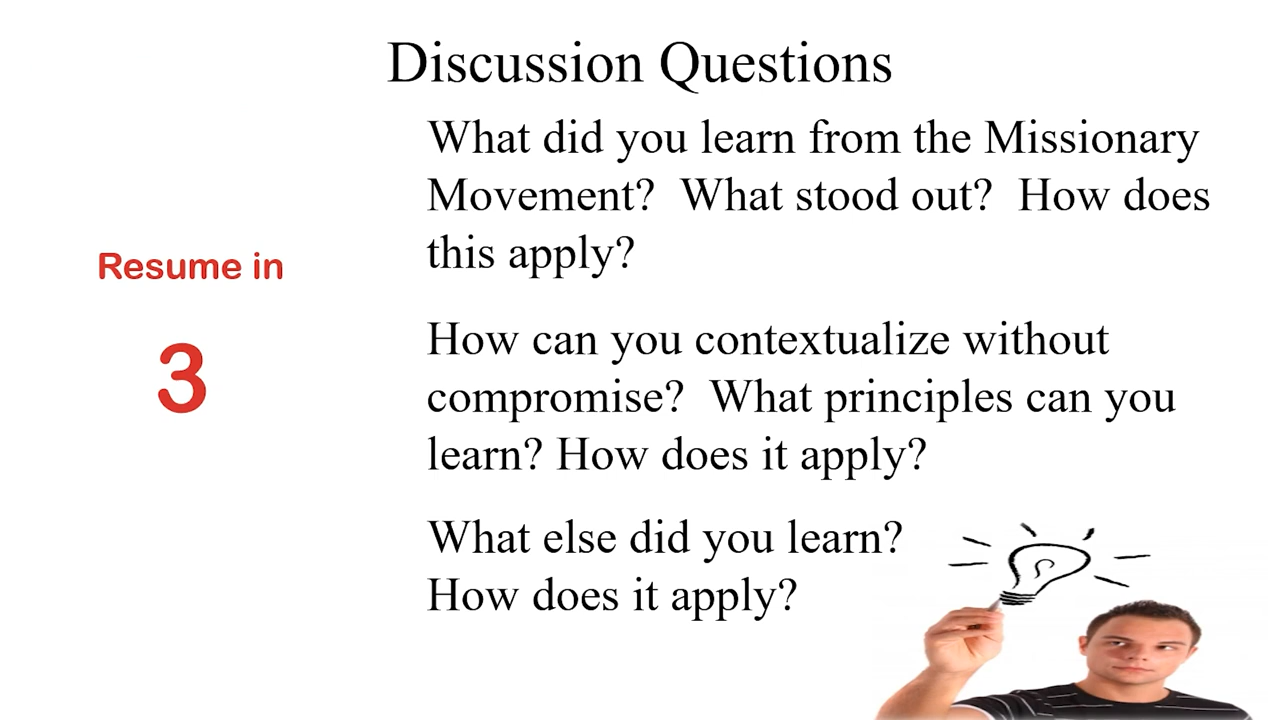 Discussion Questions
What did you learn from the Missionary
Movement?  What stood out?  How does
this apply?
Resume in
3
How can you contextualize without
compromise?  What principles can you
learn? How does it apply?
What else did you learn?
How does it apply?